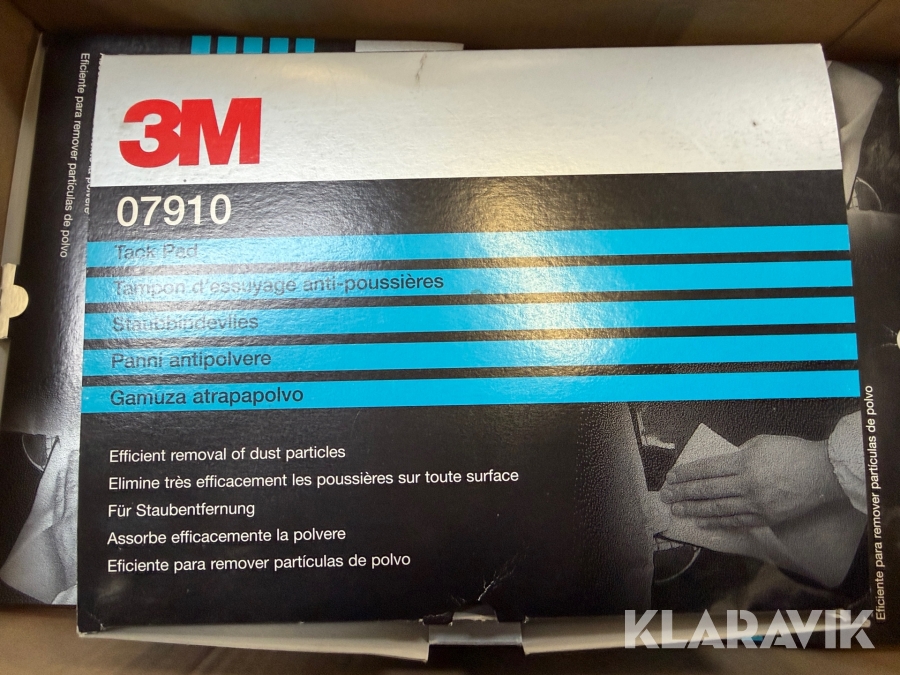 3M
07910
Tack Pad
Tampon d'essuyage anti-poussières
Staubbindevlies
Panni antipolvere
Gamuza atrapapolvo
Efficient removal of dust particles
Elimine très efficacement les poussières sur toute surface
Für Staubentfernung
Assorbe efficacemente la polvere
Eficiente para remover partículas de polvo
Eficiente para remover partículas de polvo
Eficiente para remover partículas de polvo
KLARAVIK